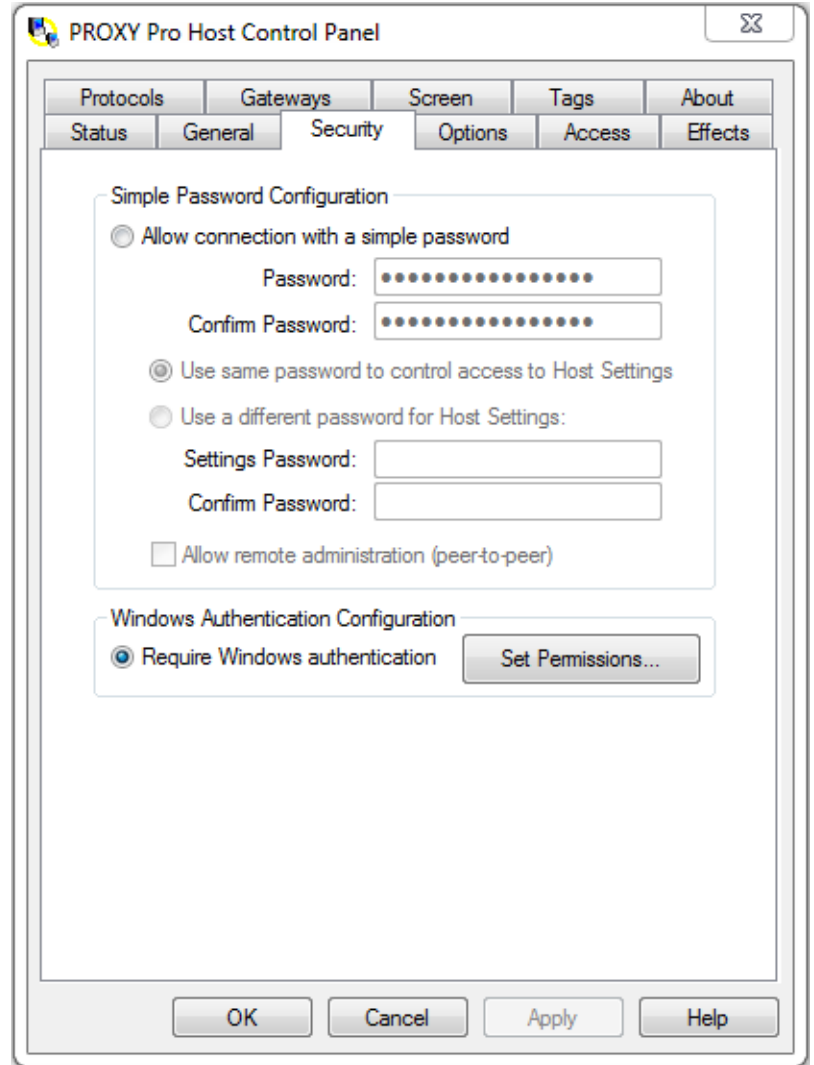 PROXY Pro Host Control Panel
Protocols Gateways Screen Tags About
Status General Security Options Access Effects
Simple Password Configuration
Allow connection with a simple password
Password: ●●●●●●●●●●●●●●●●
Confirm Password: ●●●●●●●●●●●●●●●●
Use same password to control access to Host Settings
Use a different password for Host Settings:
Settings Password:
Confirm Password:
Allow remote administration (peer-to-peer)
Windows Authentication Configuration
Require Windows authentication Set Permissions...
OK Cancel Apply Help